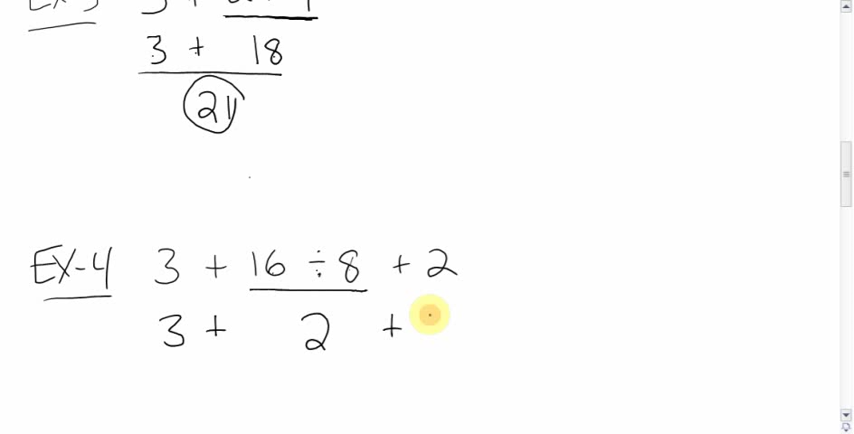 3 + 18
21
EX-4 3 + 16 ÷ 8 + 2
3 + 2 +